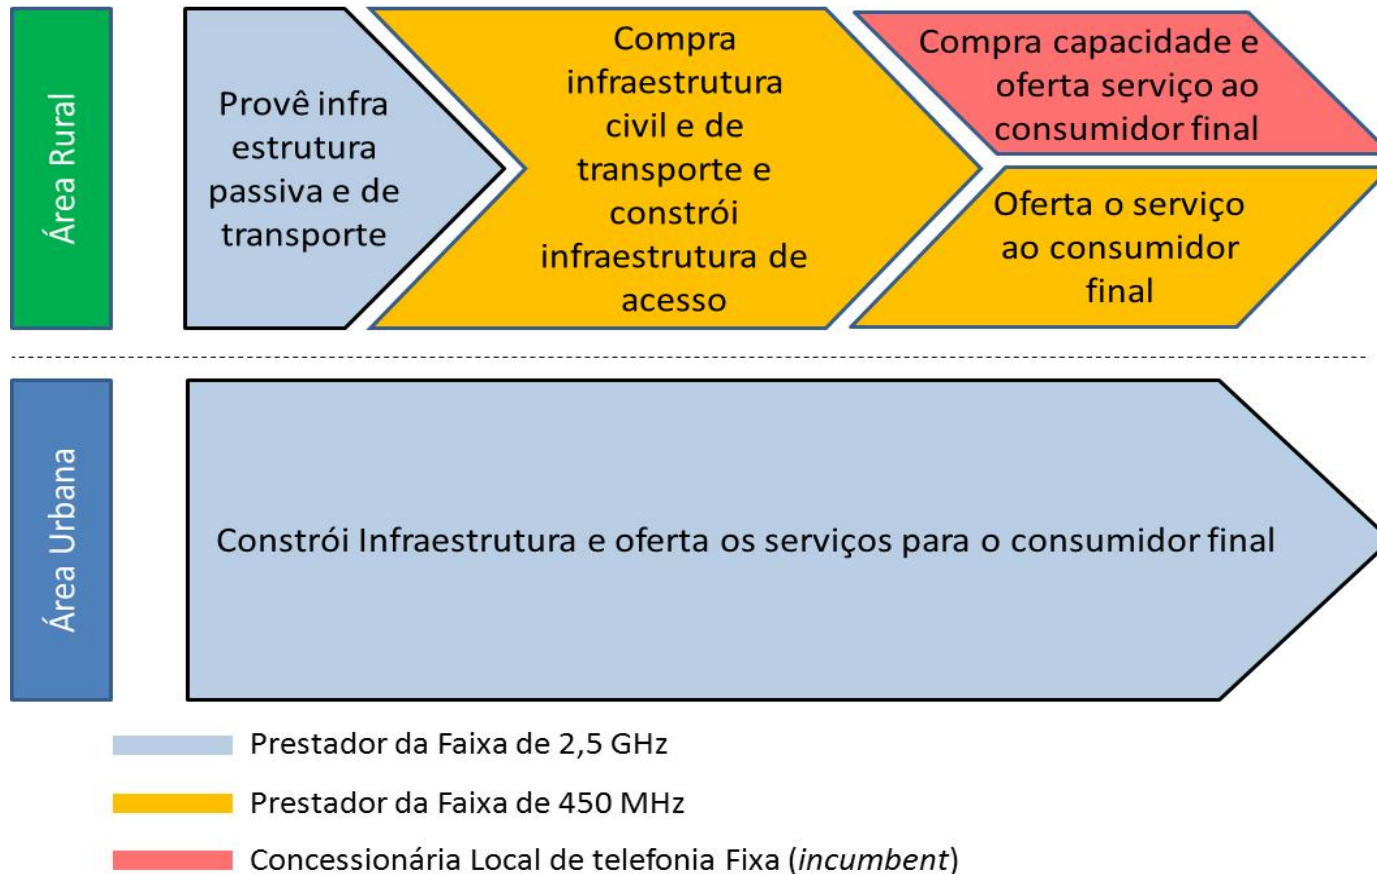 Área Rural
Provê infra
estrutura
passiva e de
transporte
Compra
infraestrutura
civil e de
transporte e
constrói
infraestrutura de
acesso
Compra capacidade e
oferta serviço ao
consumidor final
Oferta o serviço
ao consumidor
final
Área Urbana
Constrói Infraestrutura e oferta os serviços para o consumidor final
Prestador da Faixa de 2,5 GHz
Prestador da Faixa de 450 MHz
Concessionária Local de telefonia Fixa (incumbent)